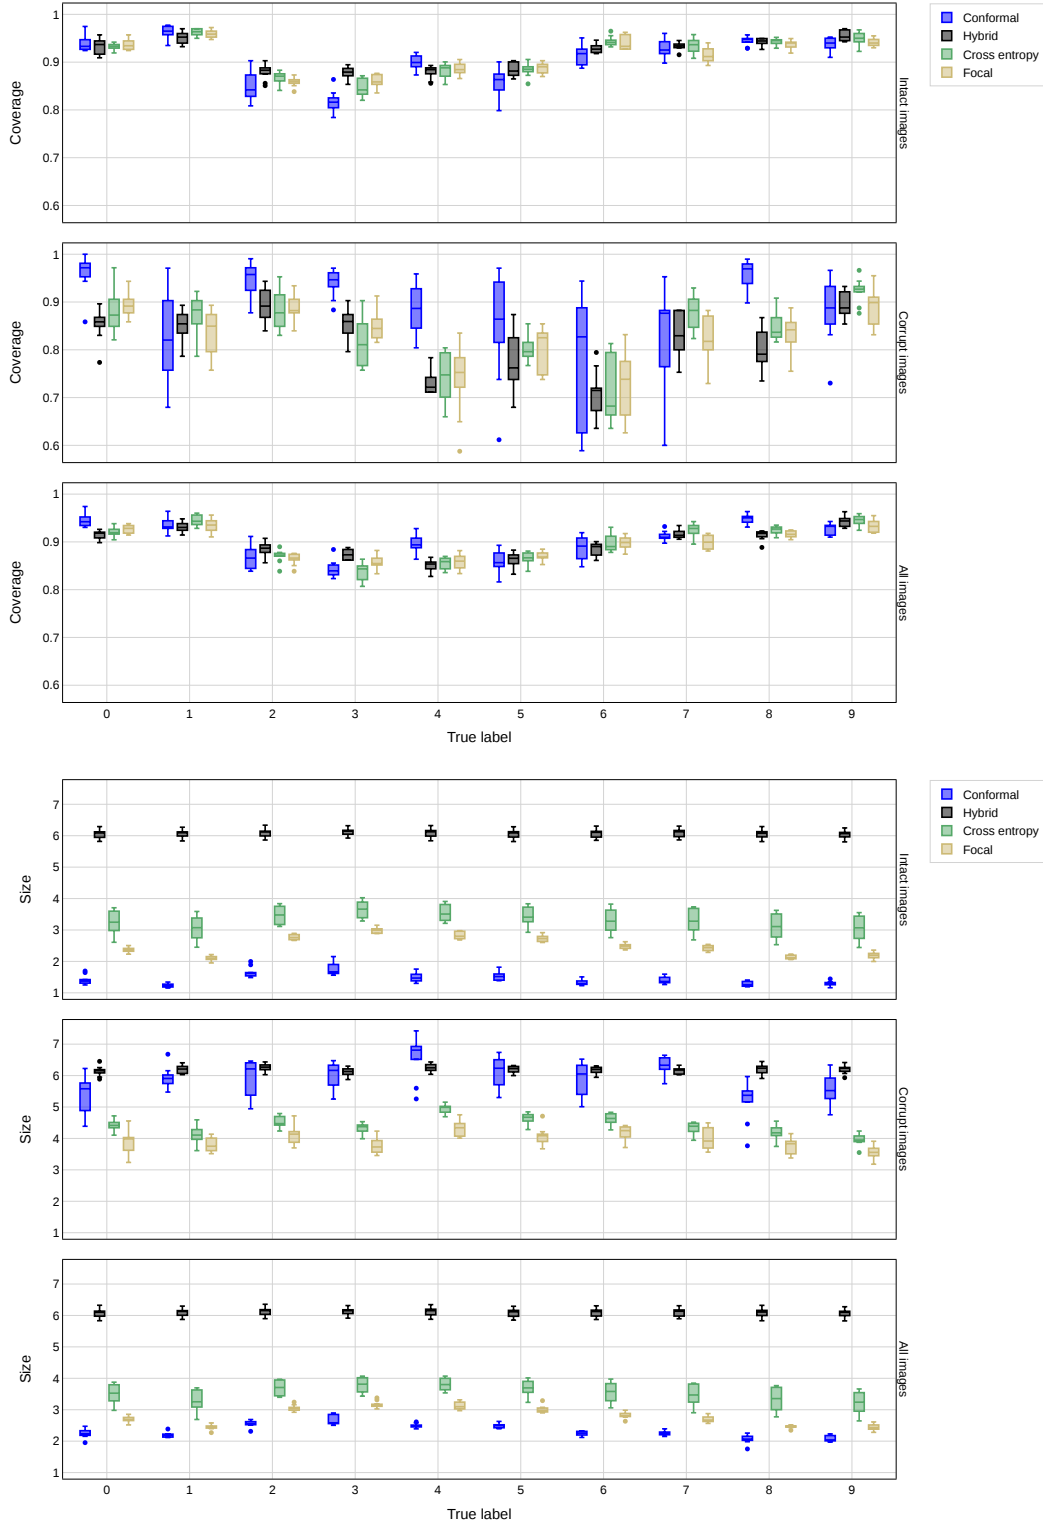 1
0.9
0.8
0.7
0.6
Coverage
Intact images
Conformal
Hybrid
Cross entropy
Focal
1
0.9
0.8
0.7
0.6
Coverage
Corrupt images
1
0.9
0.8
0.7
0.6
Coverage
All images
0 1 2 3 4 5 6 7 8 9
True label
7
6
5
4
3
2
1
Size
Intact images
Conformal
Hybrid
Cross entropy
Focal
7
6
5
4
3
2
1
Size
Corrupt images
7
6
5
4
3
2
1
Size
All images
0 1 2 3 4 5 6 7 8 9
True label